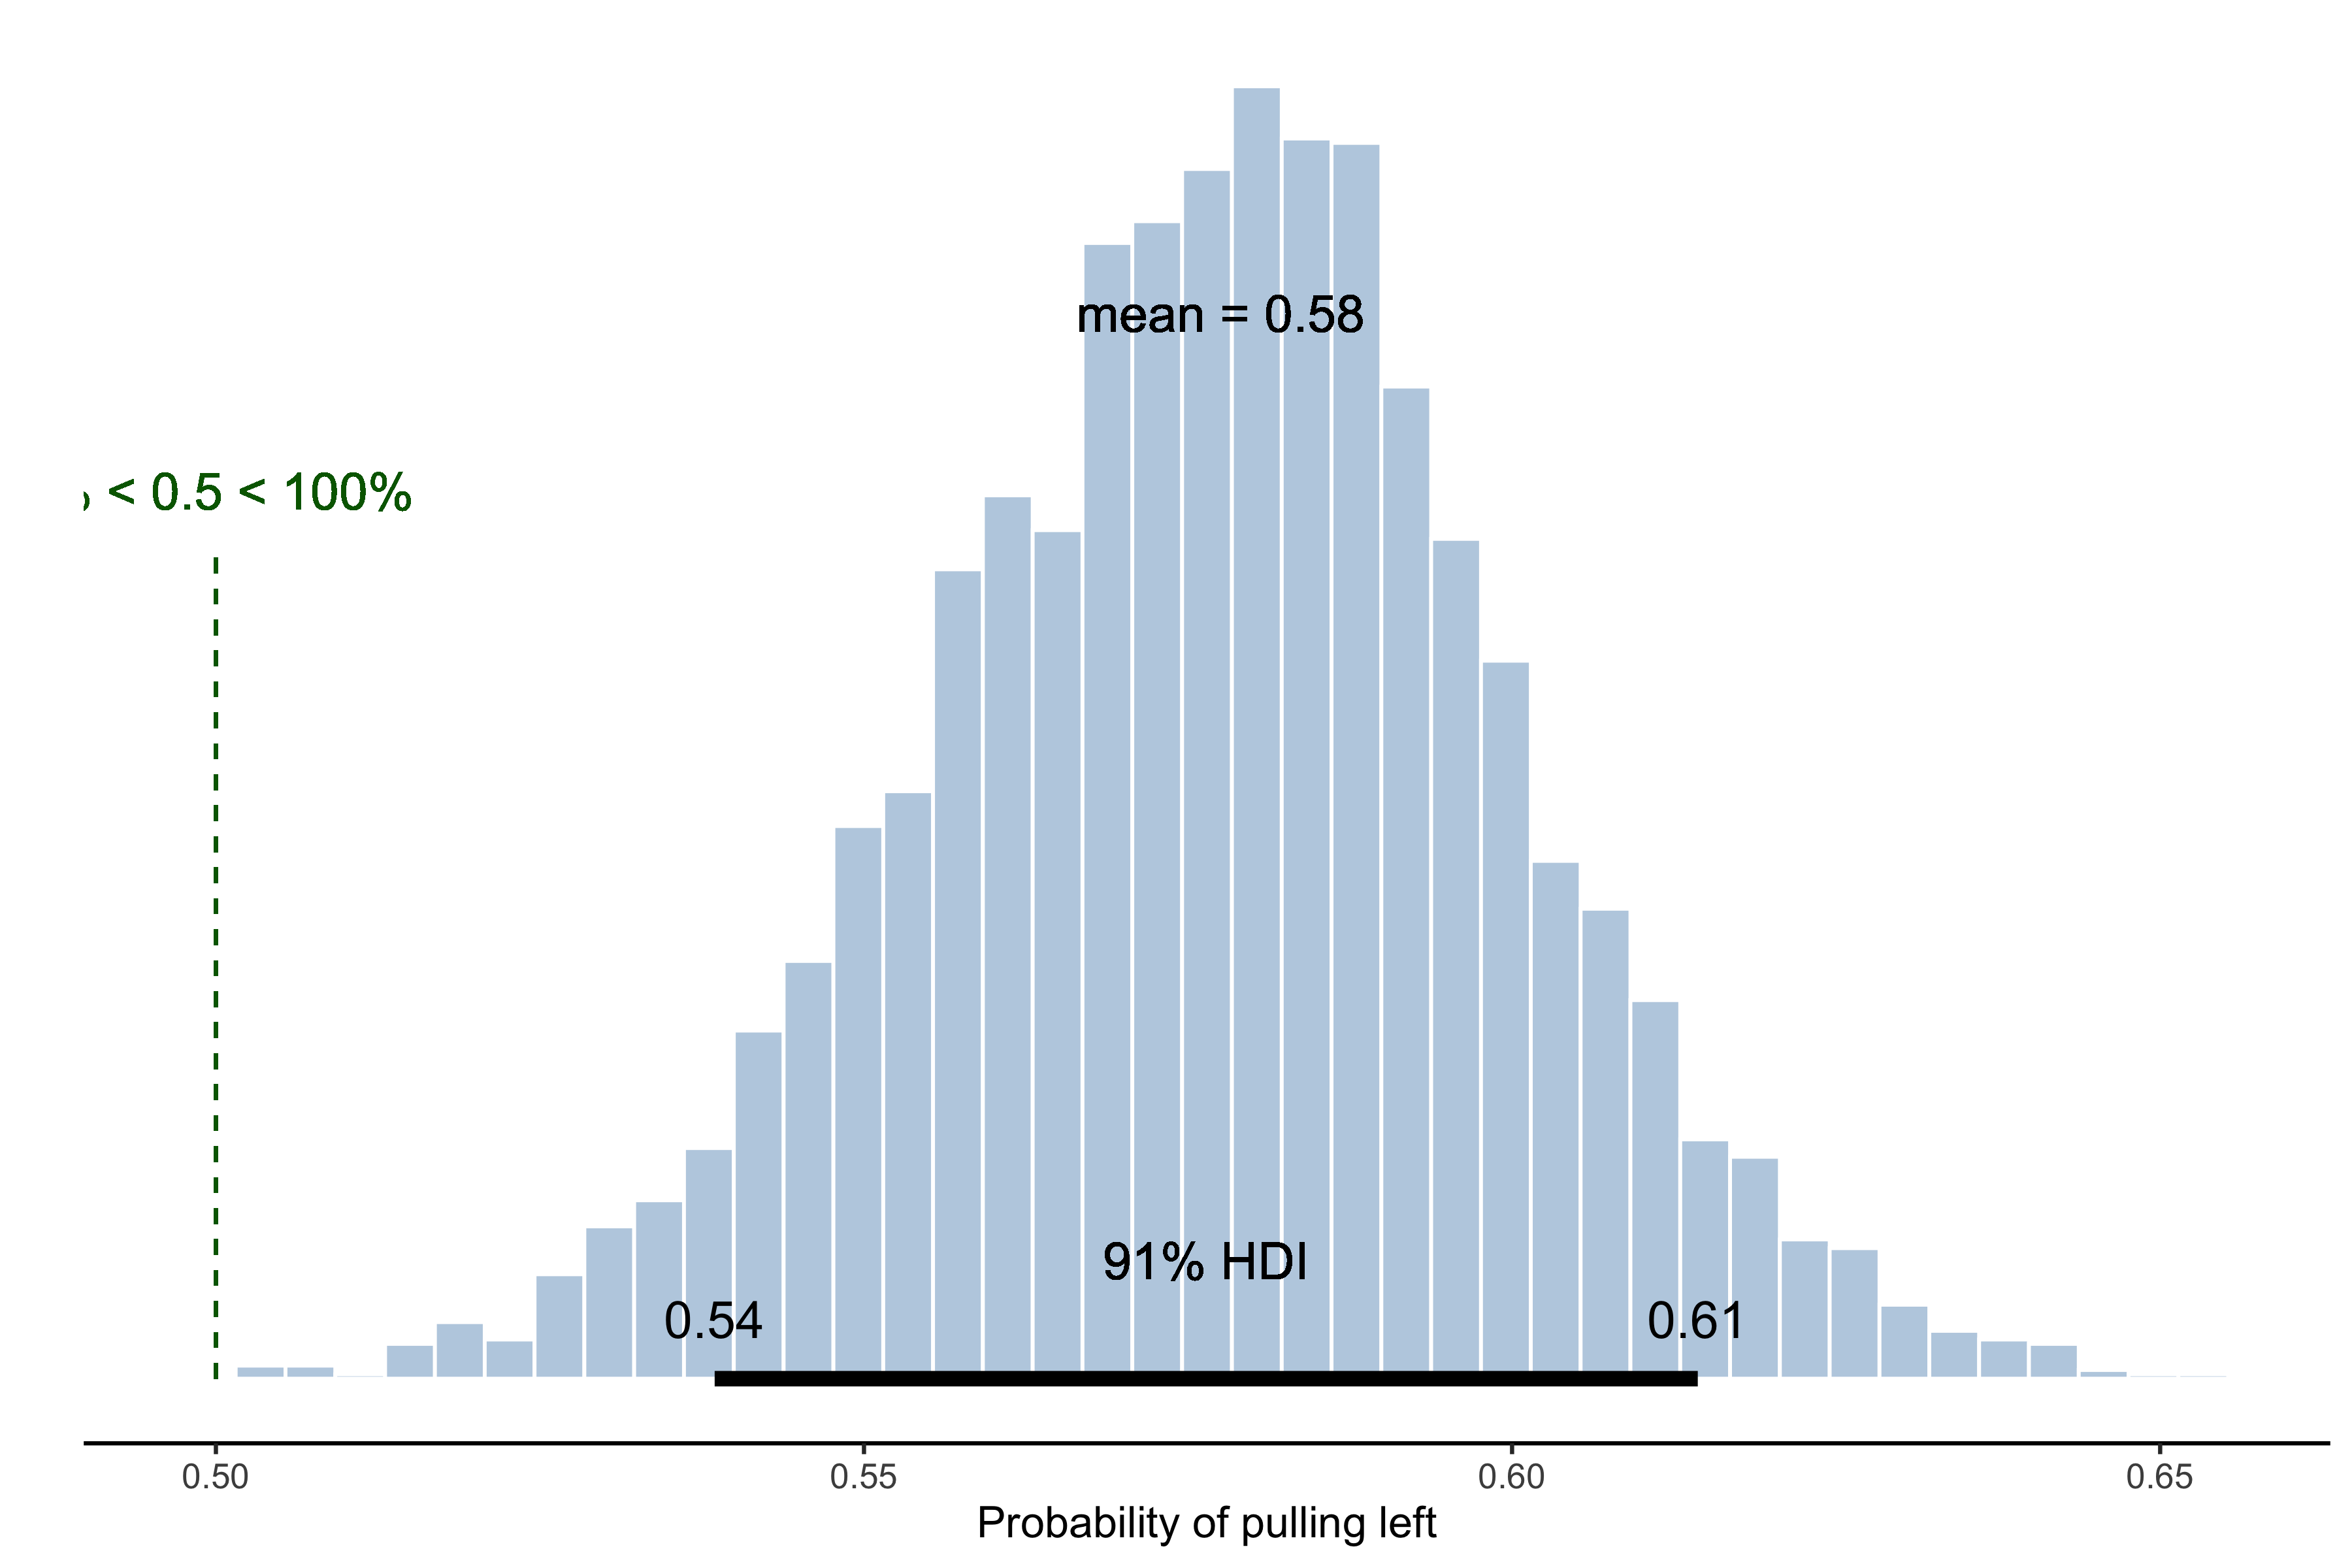 mean = 0.58
< 0.5 < 100%
91% HDI
0.54 0.61
0.50 0.55 0.60 0.65
Probability of pulling left